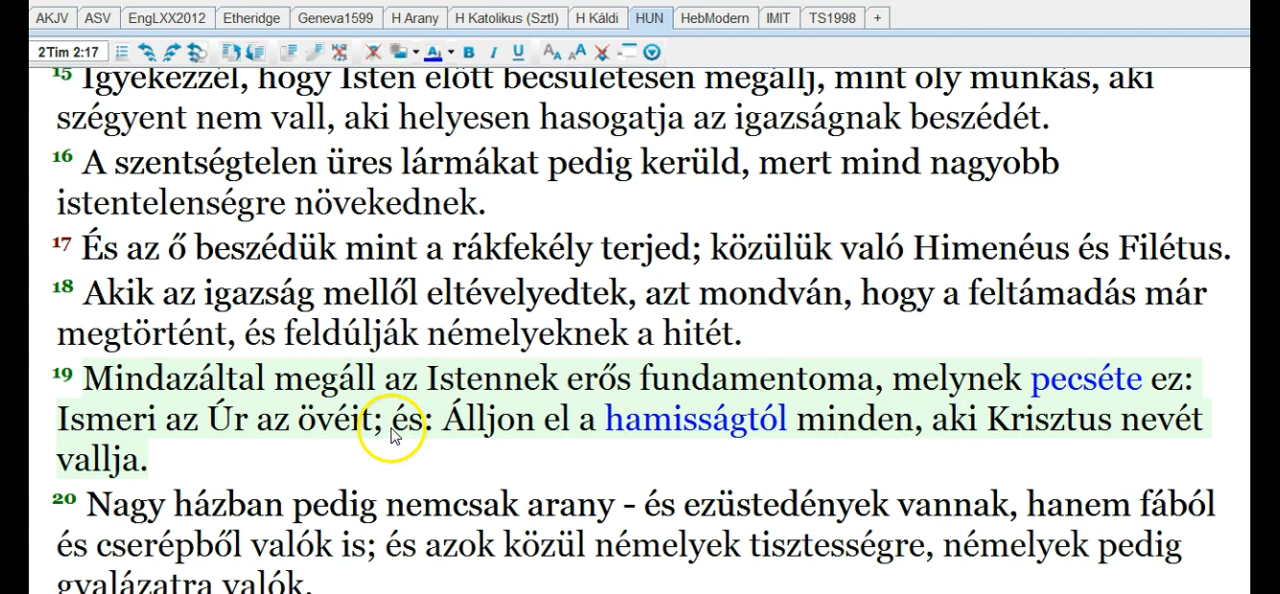 AKJV ASV EngLXX2012 Etheridge Geneva1599 H Arany H Katolikus (Sztl) H Káldi HUN HebModern IMIT TS1998 +
2Tim 2:17
15 Igyekezzél, hogy Isten előtt becsületesen megállj, mint oly munkás, aki
szégyent nem vall, aki helyesen hasogatja az igazságnak beszédét.
16 A szentségtelen üres lármákat pedig kerüld, mert mind nagyobb
istentelenségre növekednek.
17 És az ő beszédük mint a rákfekély terjed; közülük való Himenéus és Filétus.
18 Akik az igazság mellől eltévelyedtek, azt mondván, hogy a feltámadás már
megtörtént, és feldúlják némelyeknek a hitét.
19 Mindazáltal megáll az Istennek erős fundamentoma, melynek pecséte ez:
Ismeri az Úr az övéit; és: Álljon el a hamisságtól minden, aki Krisztus nevét
vallja.
20 Nagy házban pedig nemcsak arany - és ezüstedények vannak, hanem fából
és cserépből valók is; és azok közül némelyek tisztességre, némelyek pedig
gyalázatra valók.